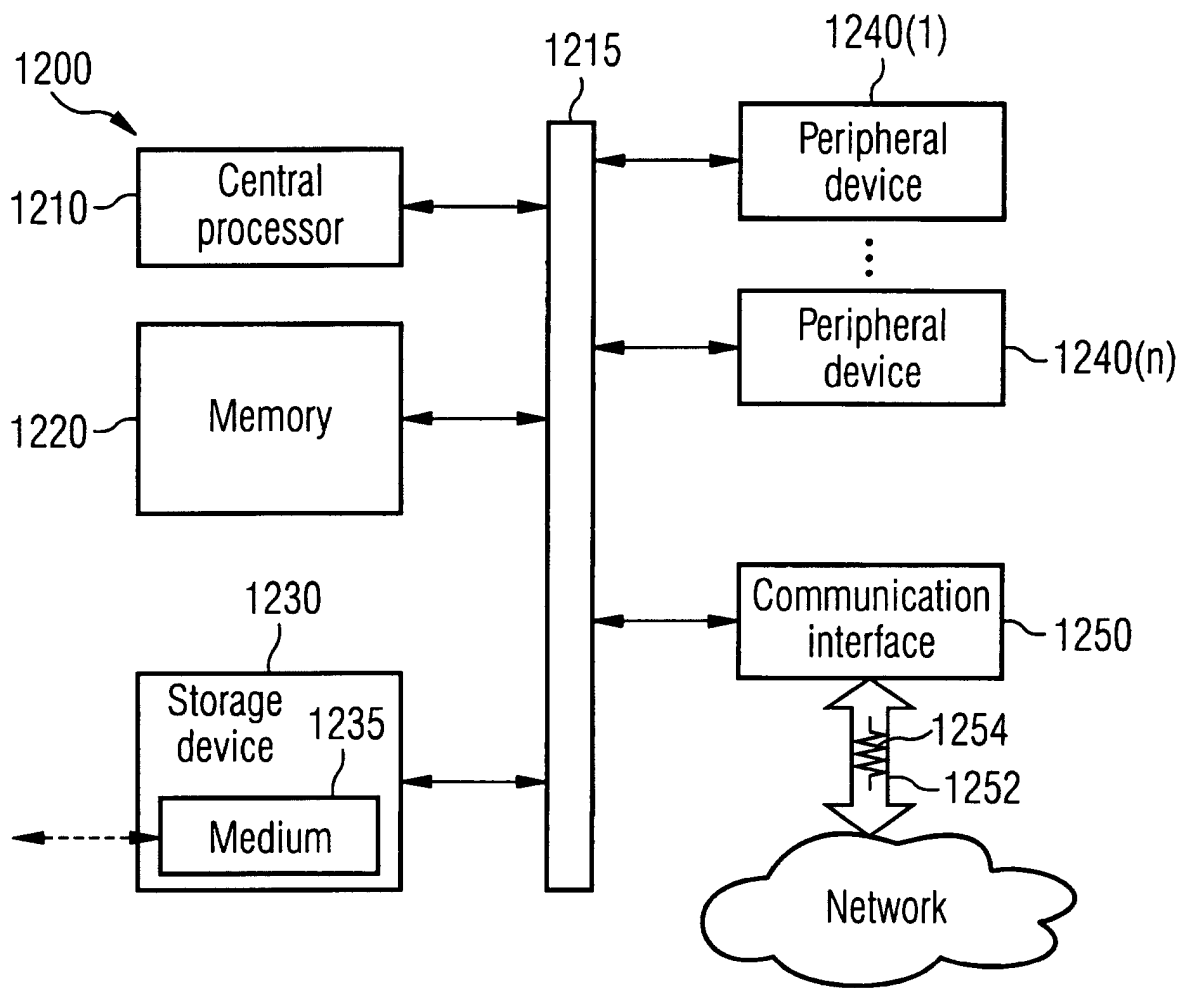 1200
1215
1240(1)
Central
processor
1210
Peripheral
device
Peripheral
device
1240(n)
Memory
1220
1230
Storage
device
1235
Medium
Communication
interface
1250
1254
1252
Network